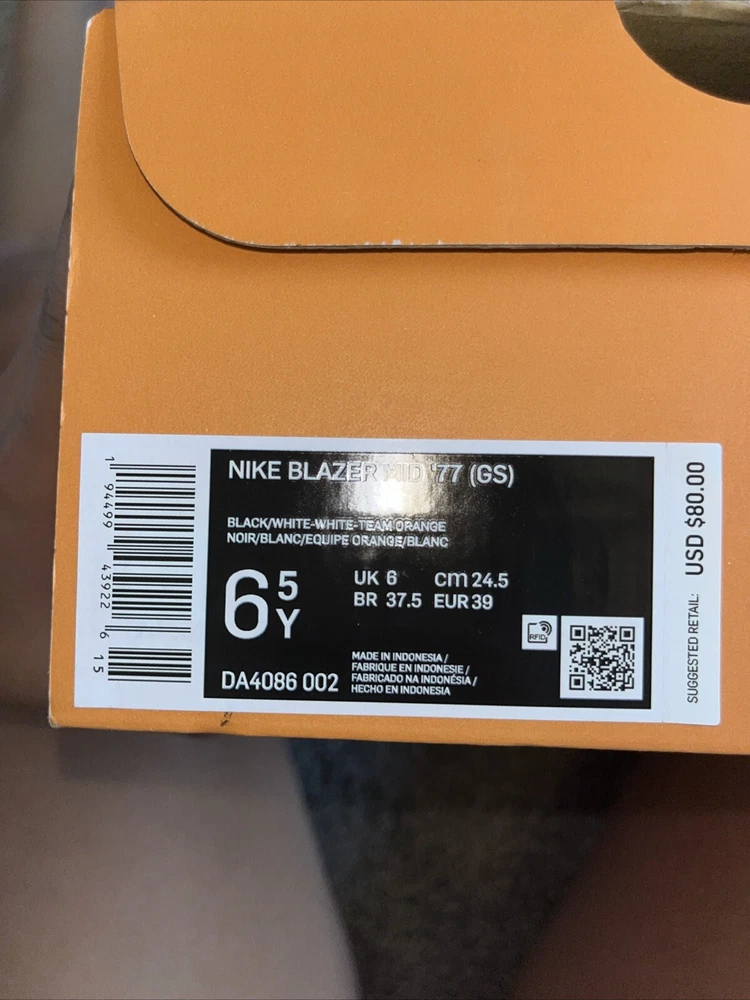 NIKE BLAZER MID '77 (GS)
BLACK/WHITE-WHITE-TEAM ORANGE
NOIR/BLANC/EQUIPE ORANGE/BLANC
6 5 Y
UK 6 cm 24.5
BR 37.5 EUR 39
RFID
MADE IN INDONESIA /
FABRIQUE EN INDONESIE /
FABRICADO NA INDONÉSIA /
HECHO EN INDONESIA
DA4086 002
1 94499 43922 6 15
SUGGESTED RETAIL: USD $80.00